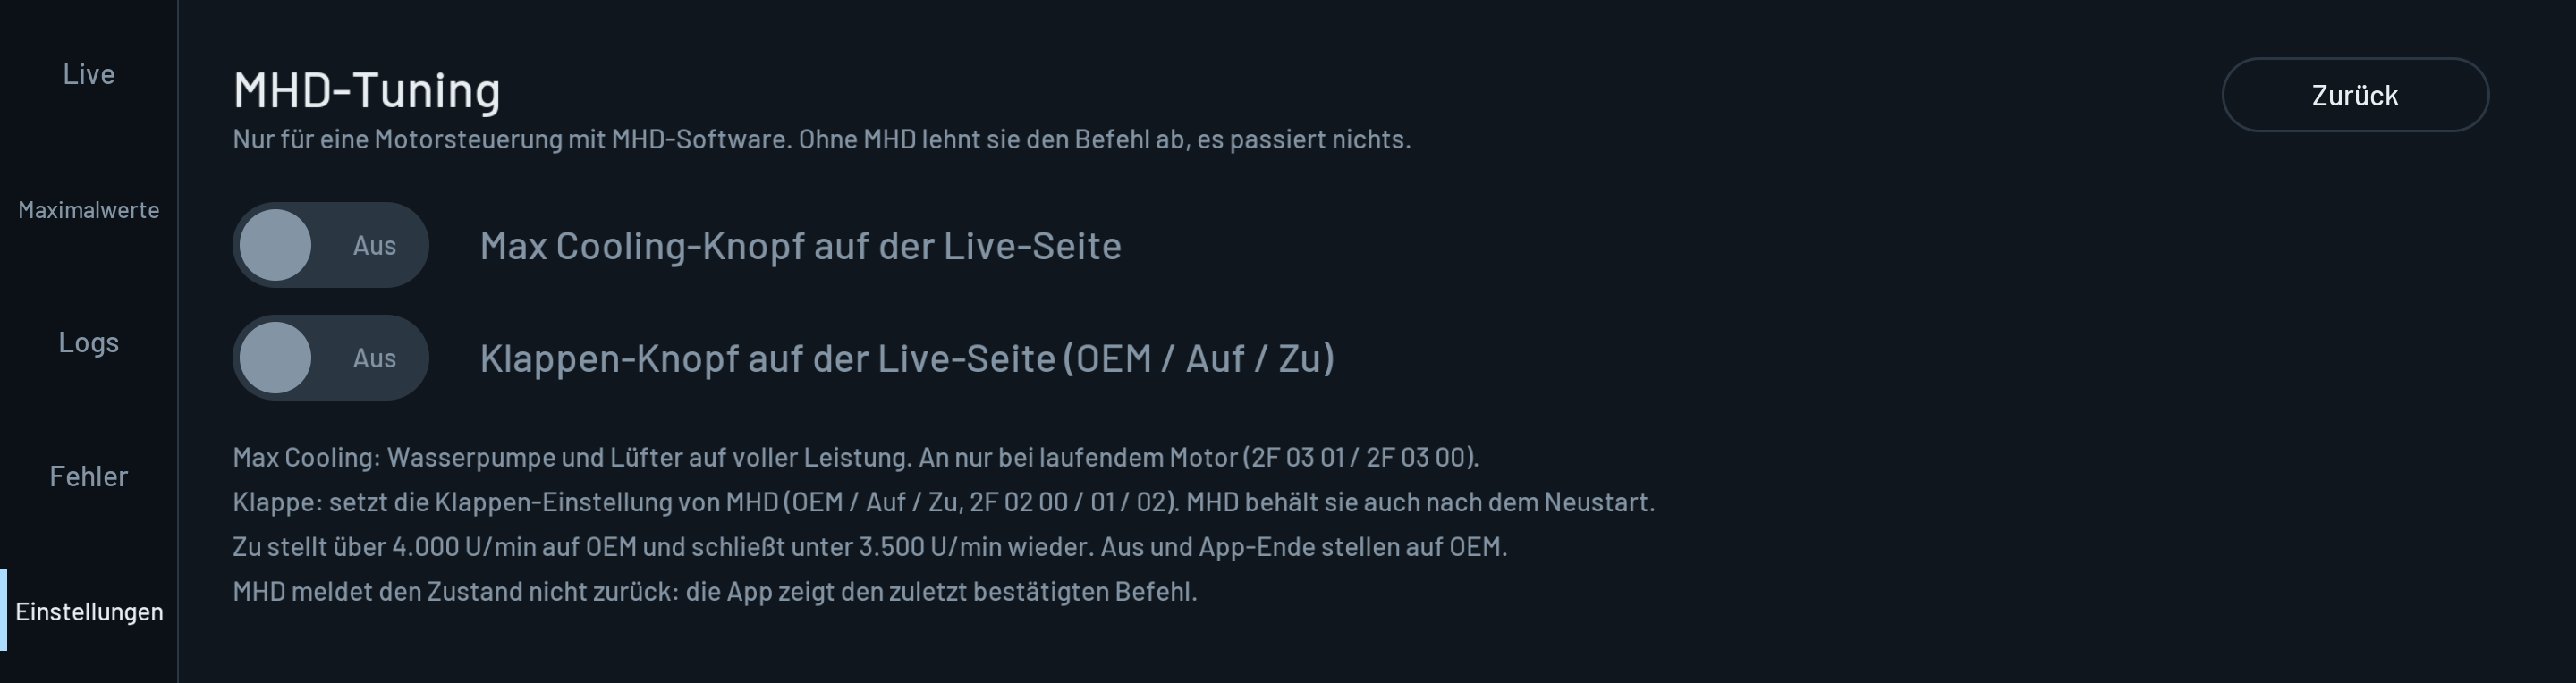 Live
Maximalwerte
Logs
Fehler
Einstellungen
MHD-Tuning
Zurück
Nur für eine Motorsteuerung mit MHD-Software. Ohne MHD lehnt sie den Befehl ab, es passiert nichts.
Aus Max Cooling-Knopf auf der Live-Seite
Aus Klappen-Knopf auf der Live-Seite (OEM / Auf / Zu)
Max Cooling: Wasserpumpe und Lüfter auf voller Leistung. An nur bei laufendem Motor (2F 03 01 / 2F 03 00).
Klappe: setzt die Klappen-Einstellung von MHD (OEM / Auf / Zu, 2F 02 00 / 01 / 02). MHD behält sie auch nach dem Neustart.
Zu stellt über 4.000 U/min auf OEM und schließt unter 3.500 U/min wieder. Aus und App-Ende stellen auf OEM.
MHD meldet den Zustand nicht zurück: die App zeigt den zuletzt bestätigten Befehl.